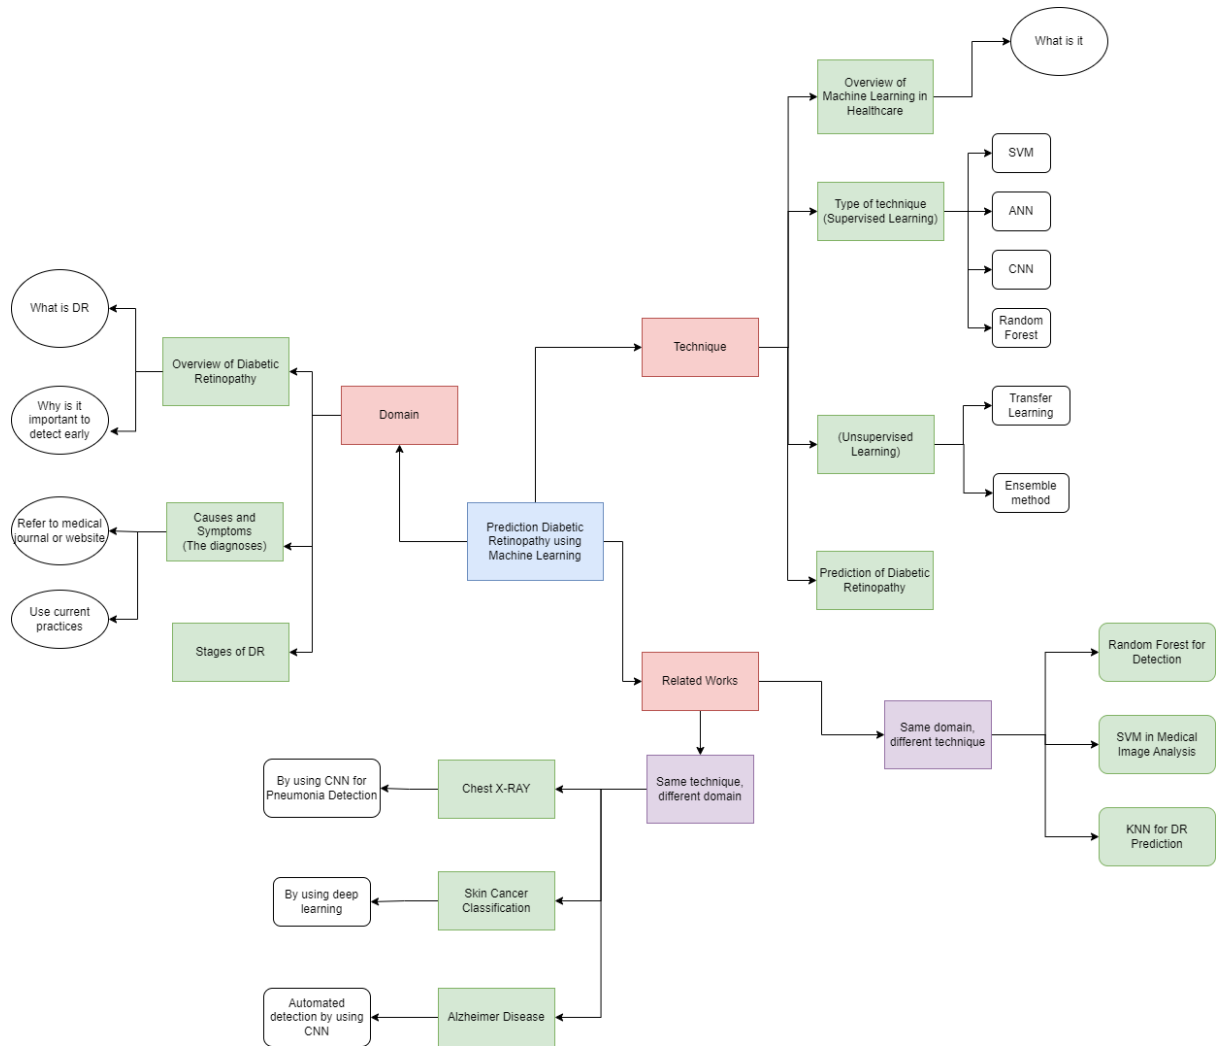 What is it
Overview of
Machine Learning in
Healthcare
SVM
Type of technique
(Supervised Learning)
ANN
CNN
Random
Forest
What is DR
Technique
Overview of Diabetic
Retinopathy
Why is it
important to
detect early
Domain
Transfer
Learning
(Unsupervised
Learning)
Ensemble
method
Refer to medical
journal or website
Causes and
Symptoms
(The diagnoses)
Prediction Diabetic
Retinopathy using
Machine Learning
Prediction of Diabetic
Retinopathy
Use current
practices
Stages of DR
Related Works
Random Forest for
Detection
Same domain,
different technique
SVM in Medical
Image Analysis
By using CNN for
Pneumonia Detection
Chest X-RAY
Same technique,
different domain
KNN for DR
Prediction
By using deep
learning
Skin Cancer
Classification
Automated
detection by using
CNN
Alzheimer Disease